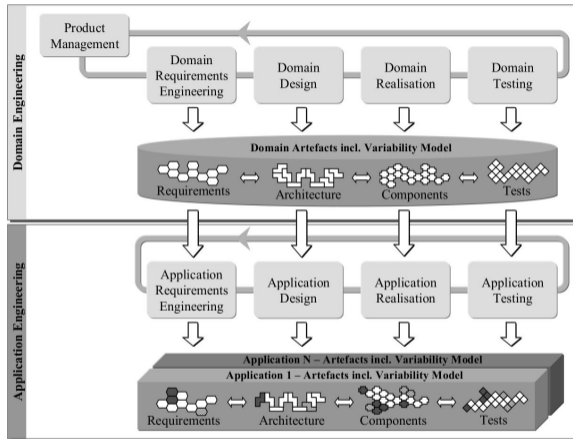 Domain Engineering
Product
Management
Domain
Requirements
Engineering
Domain
Design
Domain
Realisation
Domain
Testing
Domain Artefacts incl. Variability Model
Requirements
Architecture
Components
Tests
Application Engineering
Application
Requirements
Engineering
Application
Design
Application
Realisation
Application
Testing
Application N – Artefacts incl. Variability Model
Application 1 – Artefacts incl. Variability Model
Requirements
Architecture
Components
Tests